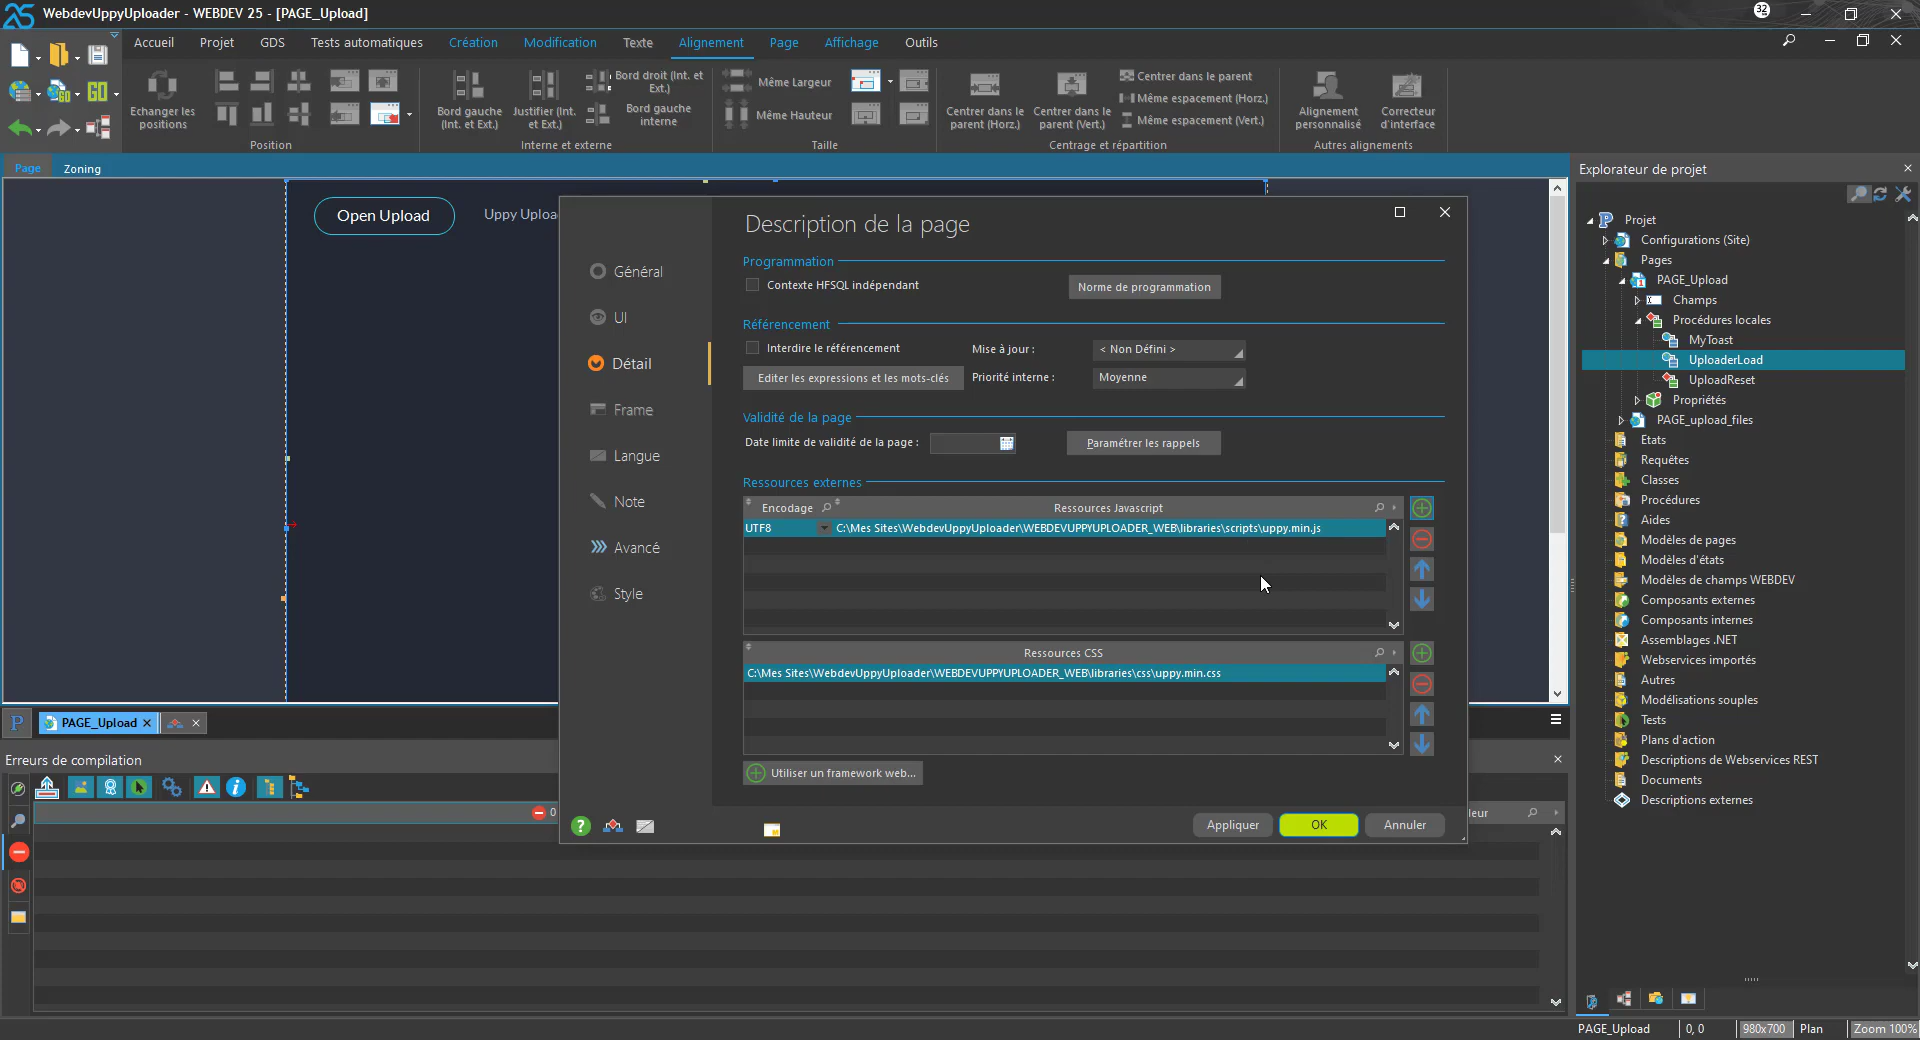 WebdevUppyUploader - WEBDEV 25 - [PAGE_Upload]
32
Accueil
Projet
GDS
Tests automatiques
Création
Modification
Texte
Alignement
Page
Affichage
Outils
Echanger les positions
Bord gauche (Int. et Ext.)
Justifier (Int. et Ext.)
Bord droit (Int. et Ext.)
Bord gauche interne
Même Largeur
Même Hauteur
Centrer dans le parent (Horz.)
Centrer dans le parent (Vert.)
Centrer dans le parent
Même espacement (Horz.)
Même espacement (Vert.)
Alignement personnalisé
Correcteur d'interface
Position
Interne et externe
Taille
Centrage et répartition
Autres alignements
Page
Zoning
Open Upload
Uppy Uploa
Description de la page
Général
UI
Détail
Frame
Langue
Note
Avancé
Style
Programmation
Contexte HFSQL indépendant
Norme de programmation
Référencement
Interdire le référencement
Mise à jour :
< Non Défini >
Editer les expressions et les mots-clés
Priorité interne :
Moyenne
Validité de la page
Date limite de validité de la page :
Paramétrer les rappels
Ressources externes
Encodage
Ressources Javascript
UTF8
C:\Mes Sites\WebdevUppyUploader\WEBDEVUPPYUPLOADER_WEB\libraries\scripts\uppy.min.js
Ressources CSS
C:\Mes Sites\WebdevUppyUploader\WEBDEVUPPYUPLOADER_WEB\libraries\css\uppy.min.css
Utiliser un framework web...
Appliquer
OK
Annuler
PAGE_Upload
Erreurs de compilation
0
leur
Explorateur de projet
Projet
Configurations (Site)
Pages
PAGE_Upload
Champs
Procédures locales
MyToast
UploaderLoad
UploadReset
Propriétés
PAGE_upload_files
Etats
Requêtes
Classes
Procédures
Aides
Modèles de pages
Modèles d'états
Modèles de champs WEBDEV
Composants externes
Composants internes
Assemblages .NET
Webservices importés
Autres
Modélisations souples
Tests
Plans d'action
Descriptions de Webservices REST
Documents
Descriptions externes
PAGE_Upload
0, 0
980x700
Plan
Zoom 100%